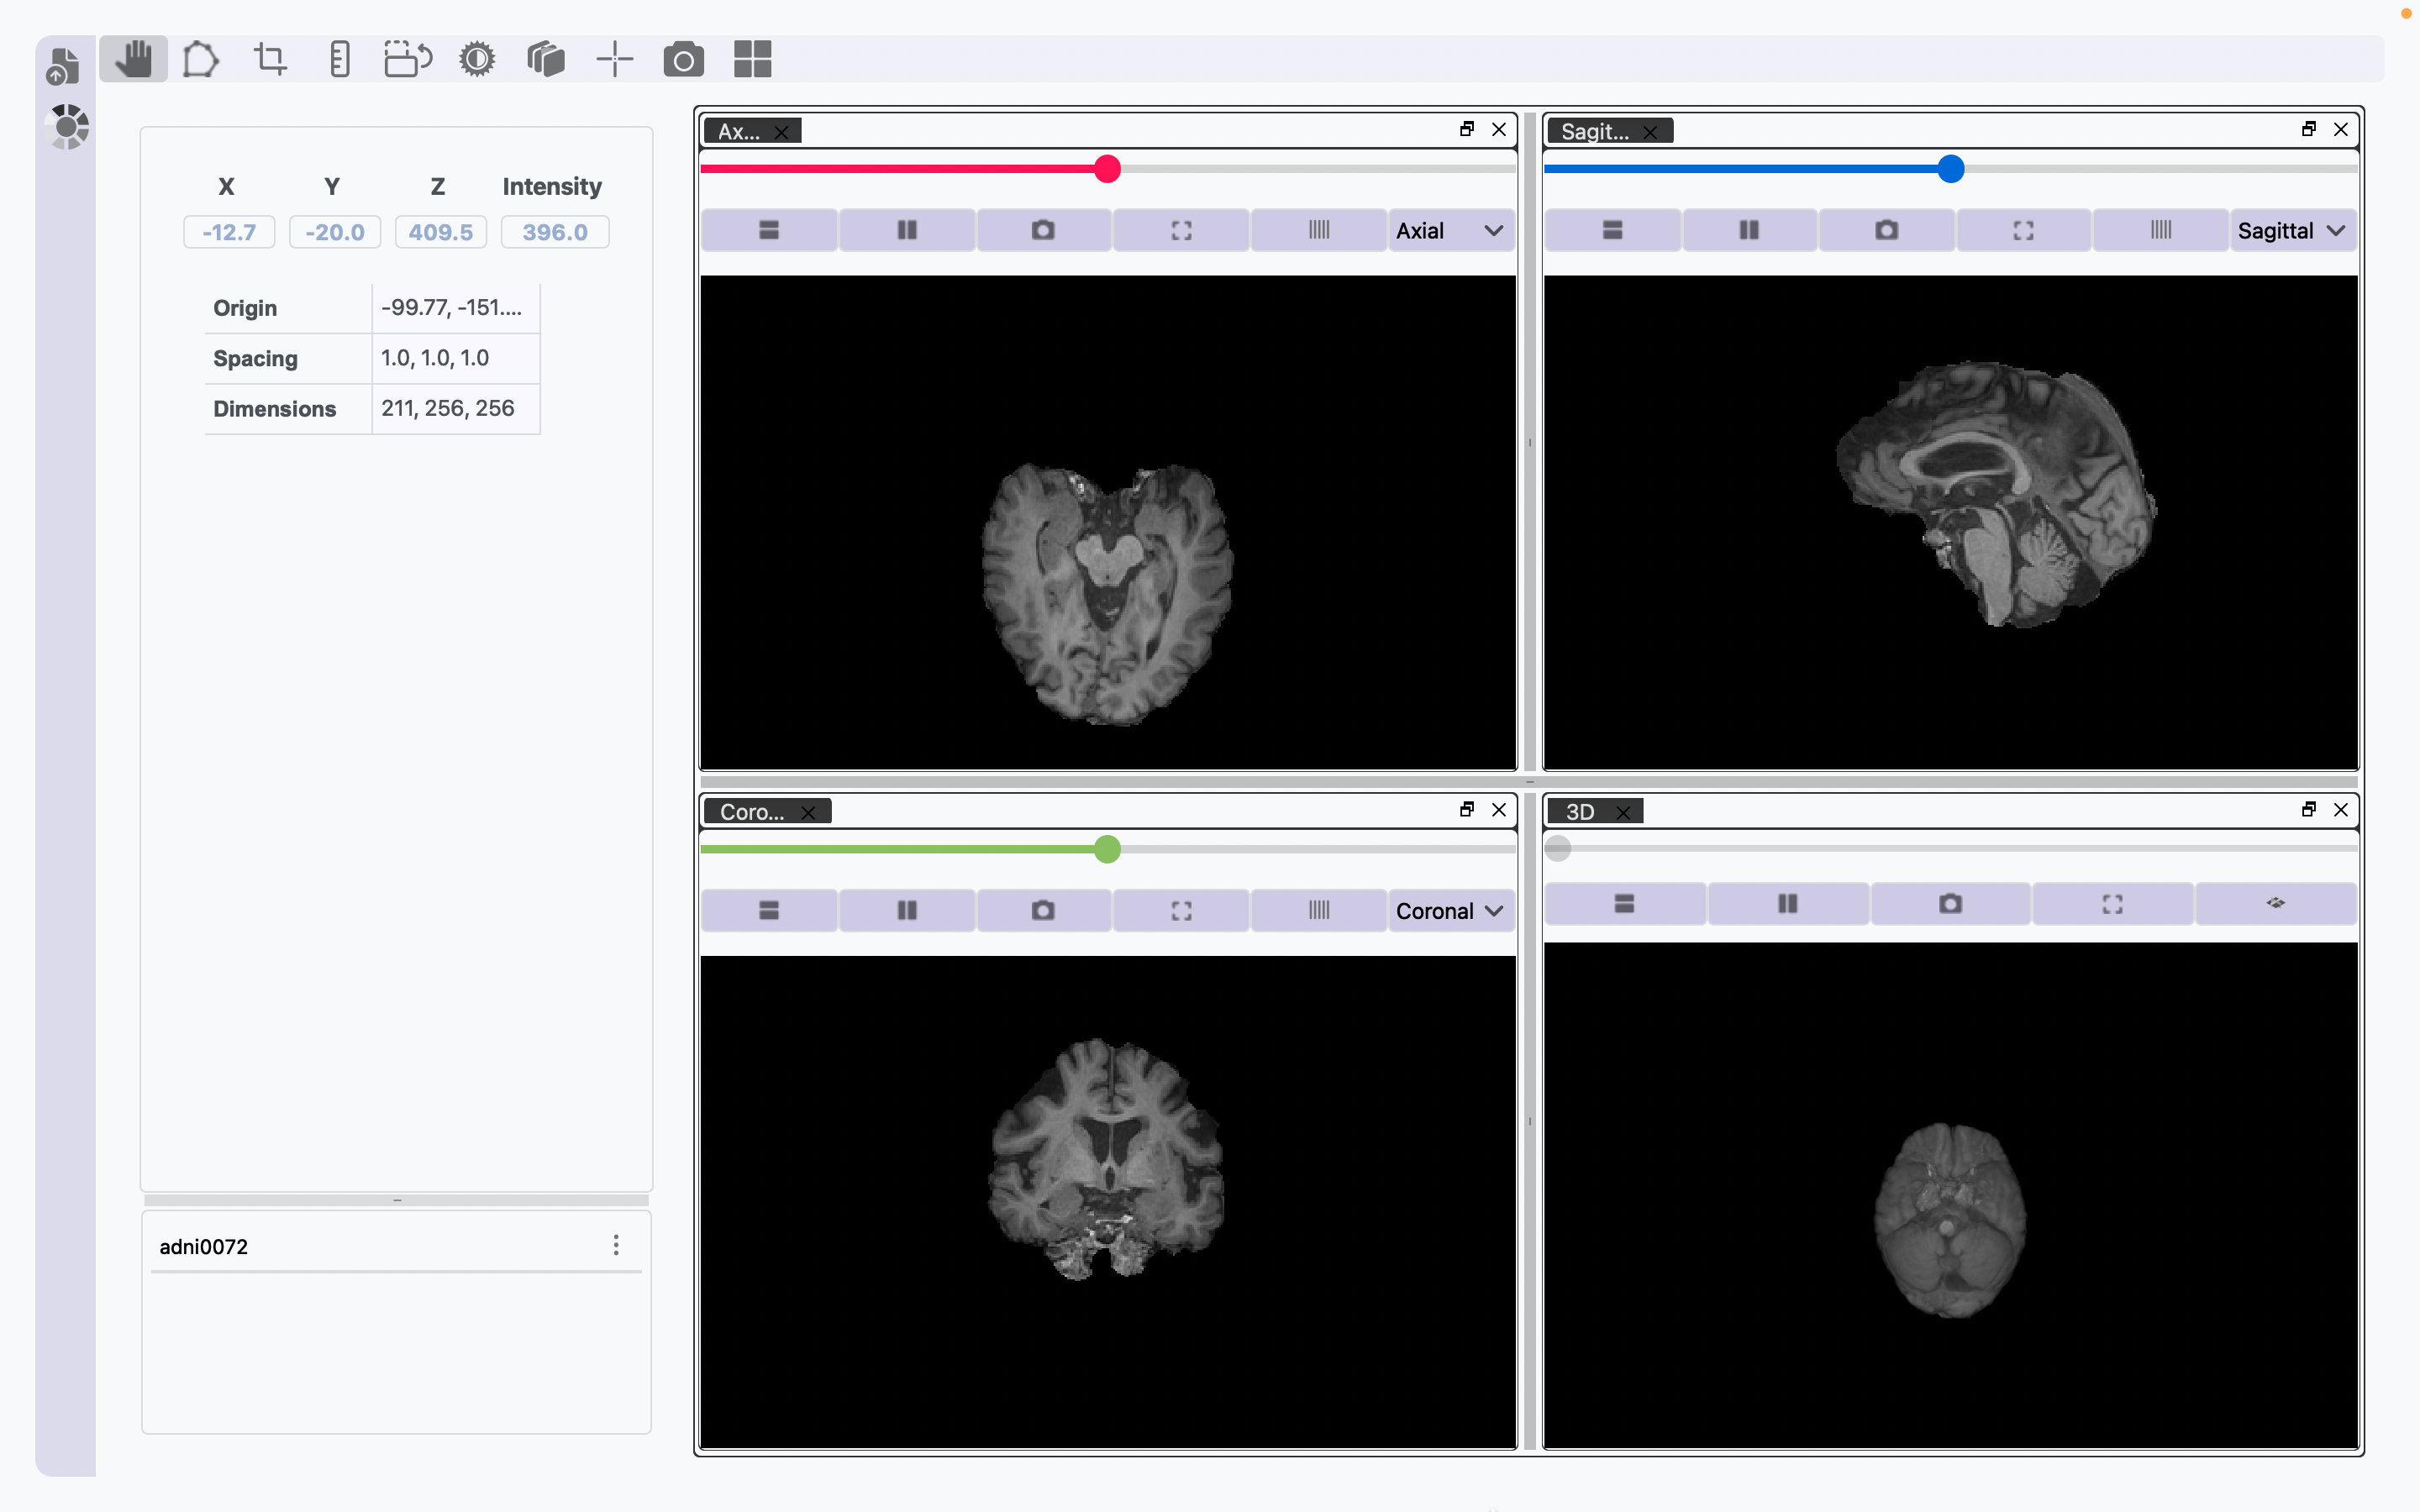 X Y Z Intensity
-12.7 -20.0 409.5 396.0
Origin -99.77, -151....
Spacing 1.0, 1.0, 1.0
Dimensions 211, 256, 256
adni0072
Ax...
Axial
Sagit...
Sagittal
Coro...
Coronal
3D